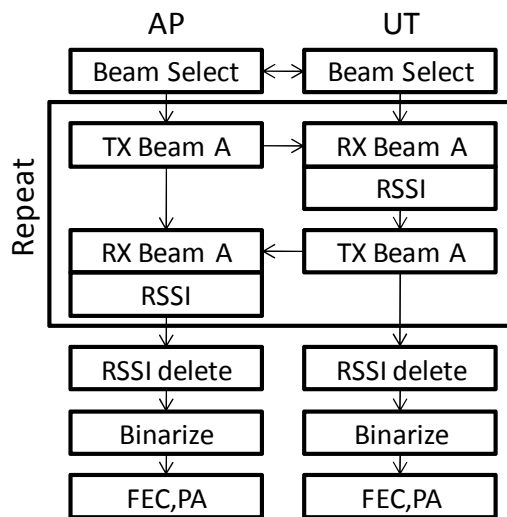 AP UT
Beam Select Beam Select
Repeat
TX Beam A RX Beam A
RSSI
RX Beam A TX Beam A
RSSI
RSSI delete RSSI delete
Binarize Binarize
FEC,PA FEC,PA